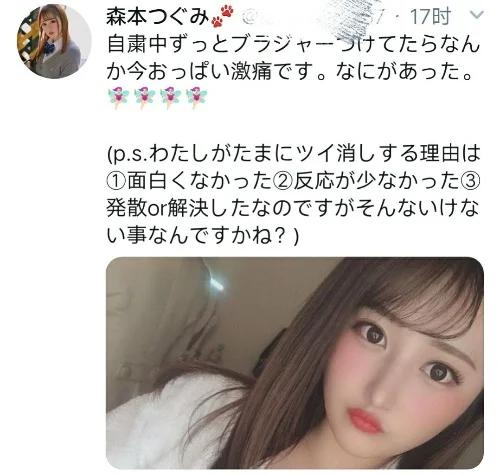 森本つぐみ🐾 @ 7・17时
自粛中ずっとブラジャーつけてたらなん
か今おっぱい激痛です。なにがあった。
🧚‍♀️🧚‍♀️🧚‍♀️🧚‍♀️
(p.s.わたしがたまにツイ消しする理由は
①面白くなかった②反応が少なかった③
発散or解決したなのですがそんないけな
い事なんですかね？)